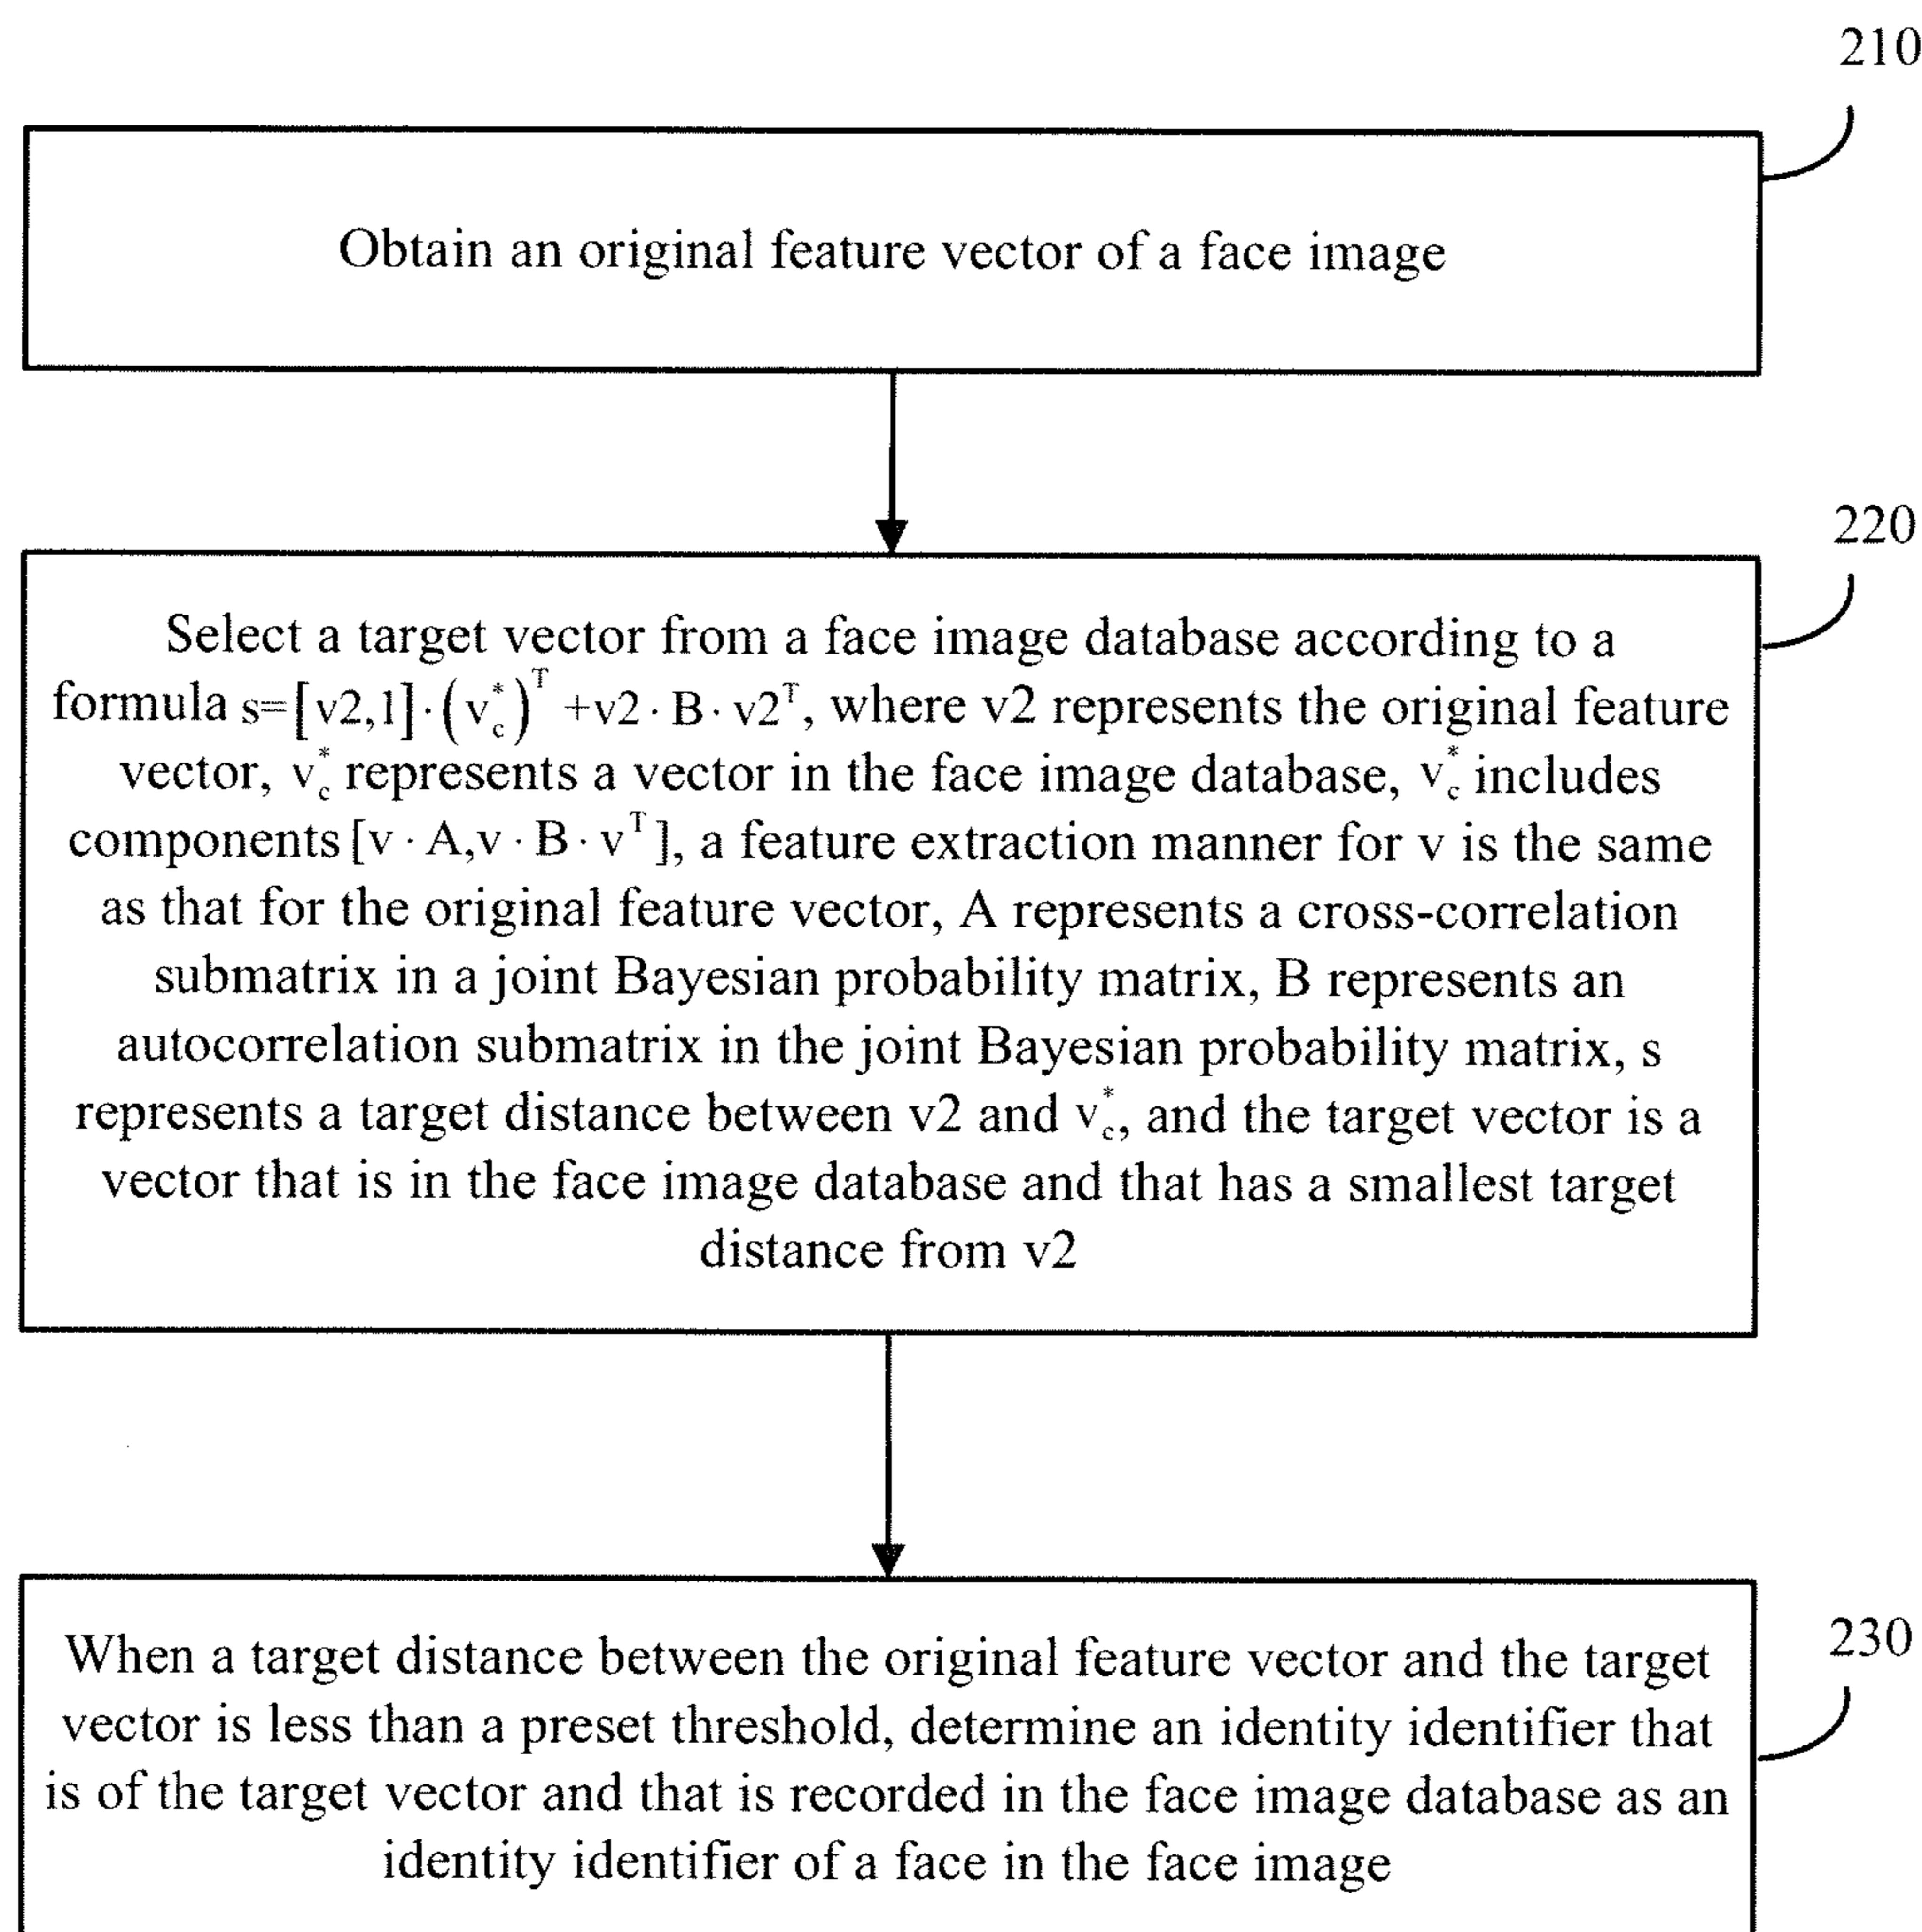 210
Obtain an original feature vector of a face image
220
Select a target vector from a face image database according to a
formula s=[v2,1]·(v_c^*)^T +v2·B·v2^T, where v2 represents the original feature
vector, v_c^* represents a vector in the face image database, v_c^* includes
components [v·A,v·B·v^T], a feature extraction manner for v is the same
as that for the original feature vector, A represents a cross-correlation
submatrix in a joint Bayesian probability matrix, B represents an
autocorrelation submatrix in the joint Bayesian probability matrix, s
represents a target distance between v2 and v_c^*, and the target vector is a
vector that is in the face image database and that has a smallest target
distance from v2
230
When a target distance between the original feature vector and the target
vector is less than a preset threshold, determine an identity identifier that
is of the target vector and that is recorded in the face image database as an
identity identifier of a face in the face image